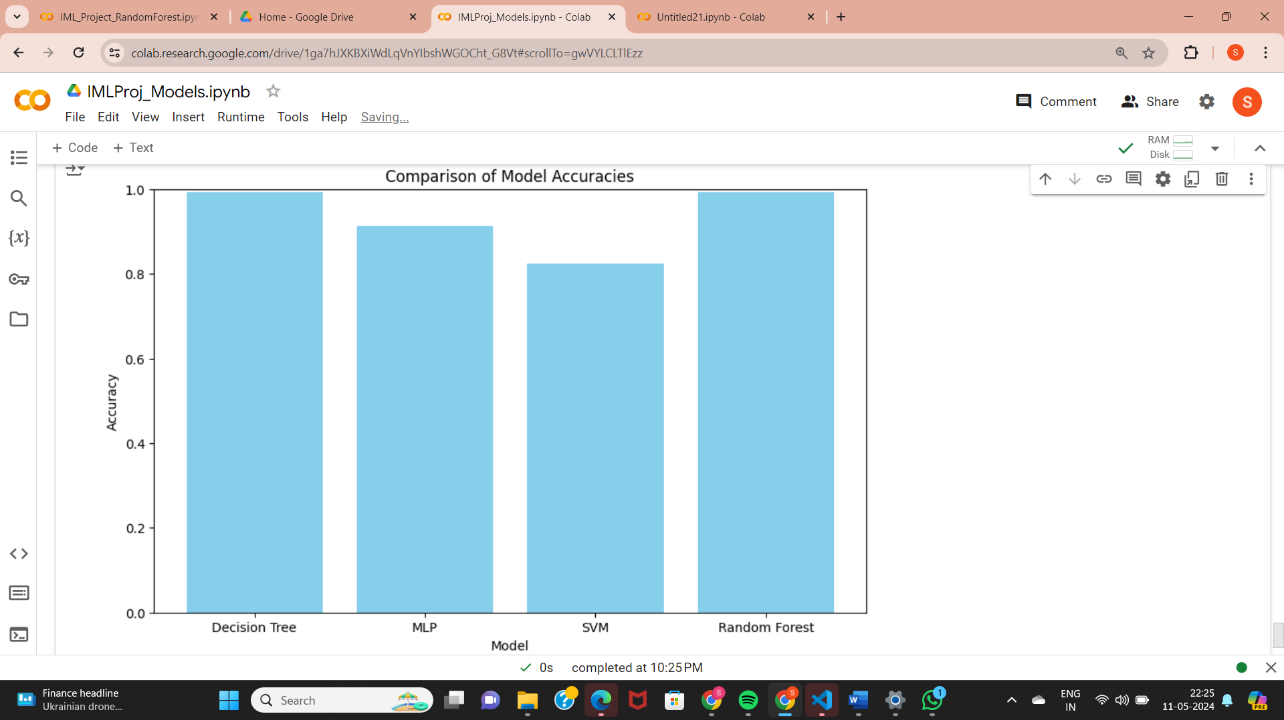 IML_Project_RandomForest.ipyn
Home - Google Drive
IMLProj_Models.ipynb - Colab
Untitled21.ipynb - Colab
colab.research.google.com/drive/1ga7hJXKBXiWdLqVnYIbshWGOCht_G8Vt#scrollTo=gwVYLCLTlEzz
S
IMLProj_Models.ipynb
File Edit View Insert Runtime Tools Help Saving...
Comment Share S
+ Code + Text
RAM
Disk
{x}
Comparison of Model Accuracies
1.0
0.8
0.6
0.4
0.2
0.0
Accuracy
Decision Tree MLP SVM Random Forest
Model
0s completed at 10:25 PM
Finance headline
Ukrainian drone...
Search
ENG
IN
22:25
11-05-2024